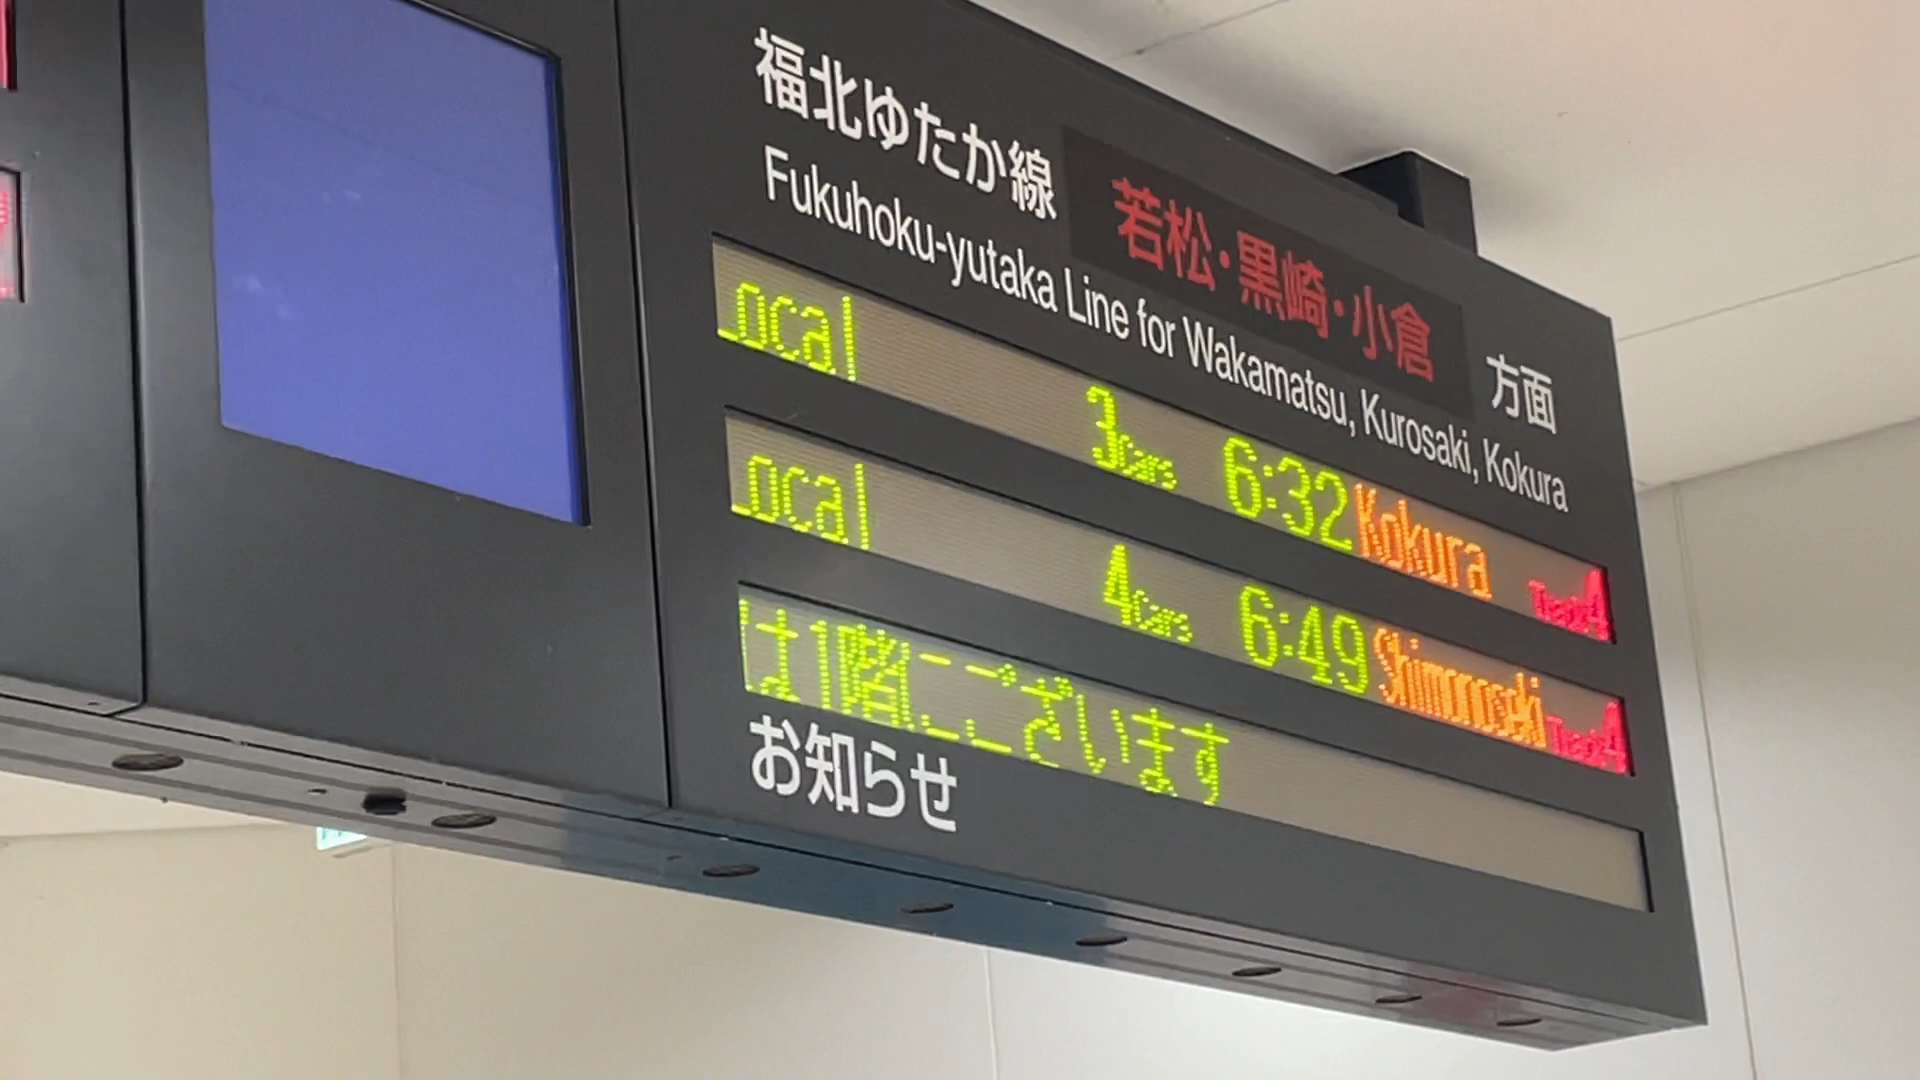 福北ゆたか線 若松・黒崎・小倉 方面
Fukuhoku-yutaka Line for Wakamatsu, Kurosaki, Kokura
Local 3Cars 6:32 Kokura Track4
Local 4Cars 6:49 Shimonoseki Track4
は1階にございます
お知らせ